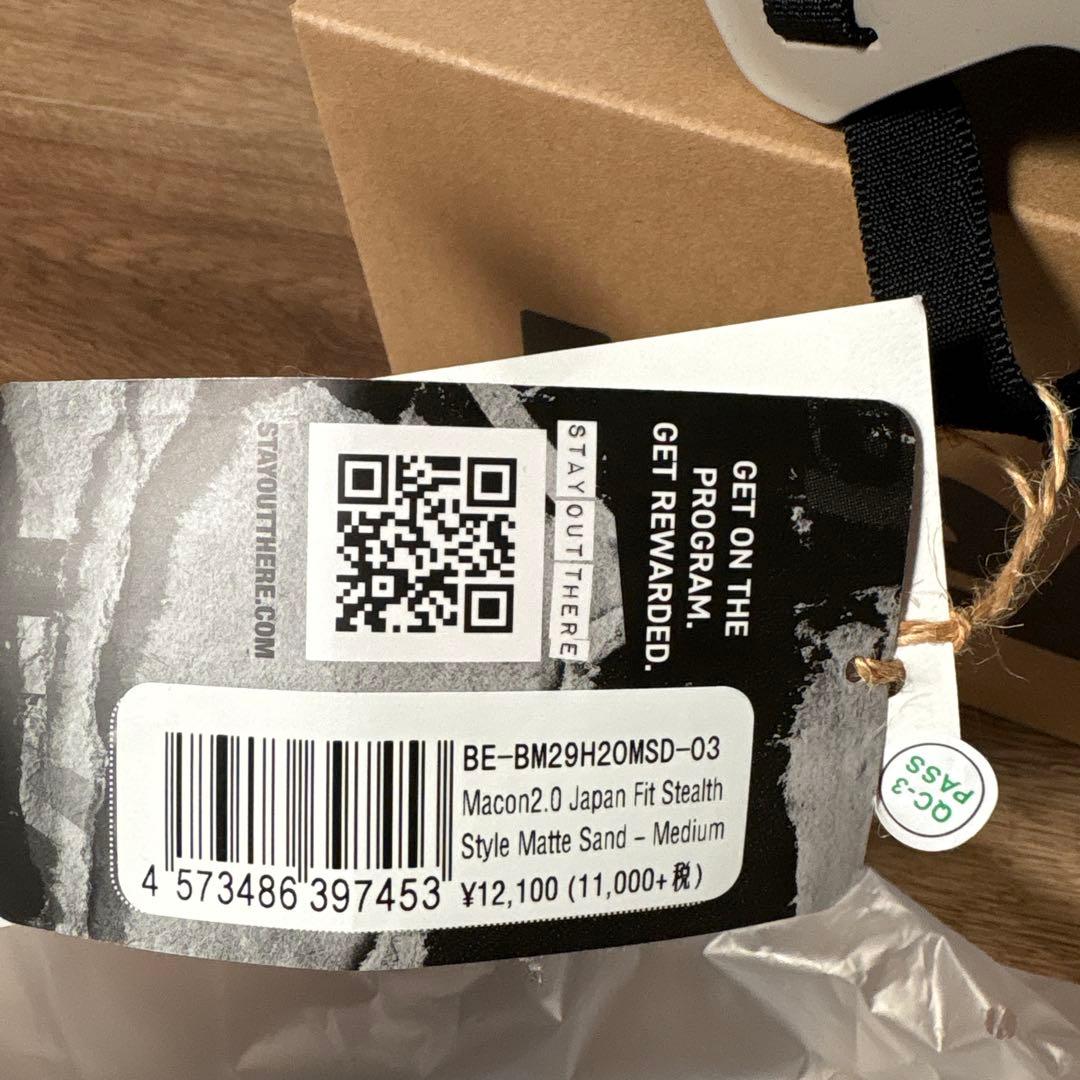 GET ON THE
PROGRAM.
GET REWARDED.
STAY OUT THERE
STAYOUTTHERE.COM
BE-BM29H20MSD-03
Macon2.0 Japan Fit Stealth
Style Matte Sand – Medium
¥12,100 (11,000+税)
4 573486 397453
QC-3
PASS